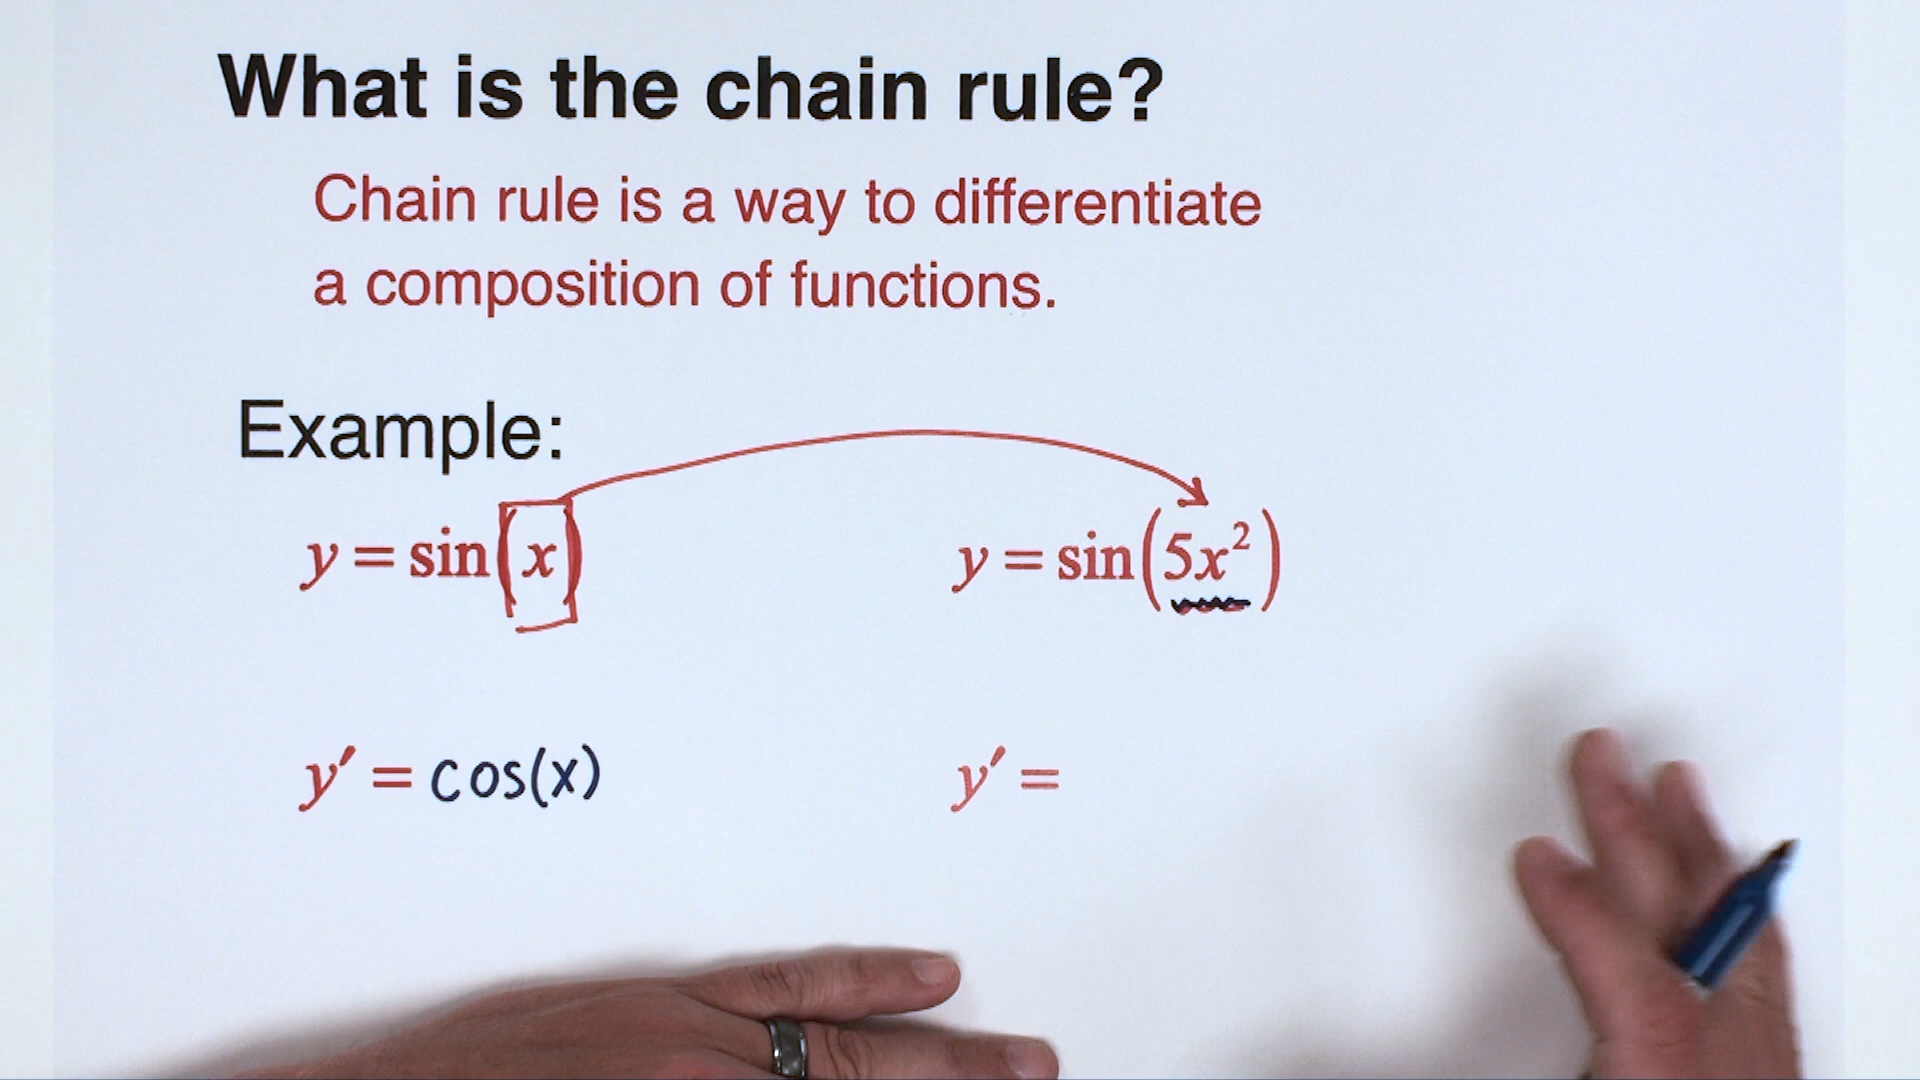 What is the chain rule?
Chain rule is a way to differentiate
a composition of functions.
Example:
y = sin(x) y = sin(5x²)
y′ = cos(x) y′ =